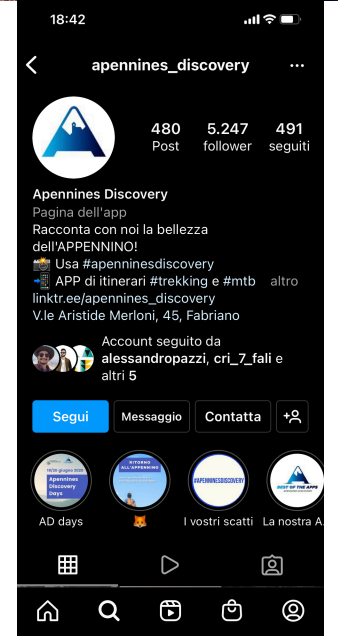 18:42
apennines_discovery
480 5.247 491
Post follower seguiti
Apennines Discovery
Pagina dell'app
Racconta con noi la bellezza
dell'APPENNINO!
📸 Usa #apenninesdiscovery
📲 APP di itinerari #trekking e #mtb altro
linktr.ee/apennines_discovery
V.le Aristide Merloni, 45, Fabriano
Account seguito da
alessandropazzi, cri_7_fali e
altri 5
Segui Messaggio Contatta
Apennines
Discovery
Days
RITORNO
ALL'APPENNINO
#APENNINESDISCOVERY
BEST OF THE APPS
AD days 🦊 I vostri scatti La nostra A